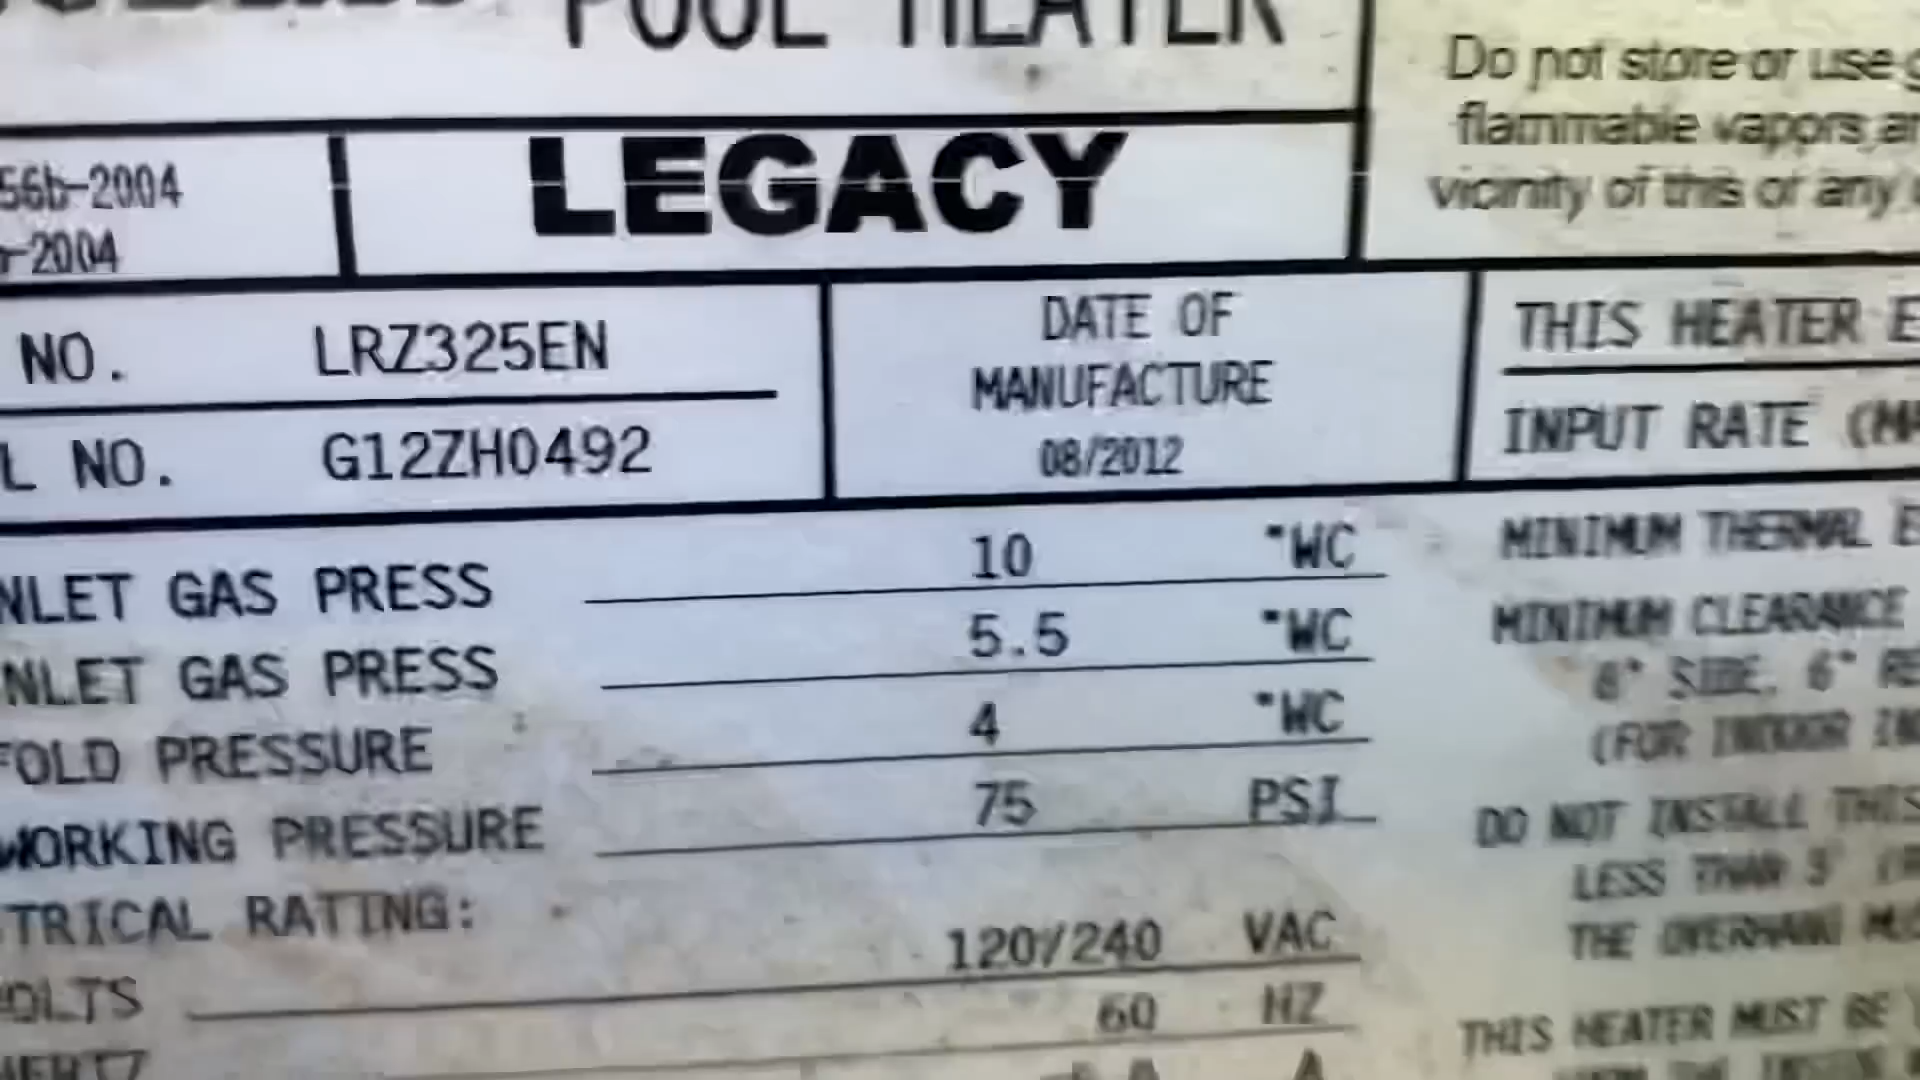 POOL HEATER
Do not store or use
flammable vapors
vicinity of this or any
56b-2004
-2004
LEGACY
NO. LRZ325EN
L NO. G12ZH0492
DATE OF
MANUFACTURE
08/2012
THIS HEATER
INPUT RATE
NLET GAS PRESS 10 "WC
NLET GAS PRESS 5.5 "WC
FOLD PRESSURE 4 "WC
WORKING PRESSURE 75 PSI
TRICAL RATING:
OLTS 120/240 VAC
60 HZ
MINIMUM THERMAL
MINIMUM CLEARANCE
SIDE, 6"
(FOR INDOOR
DO NOT INSTALL THIS
LESS THAN
THE OVERHANG
THIS HEATER MUST BE